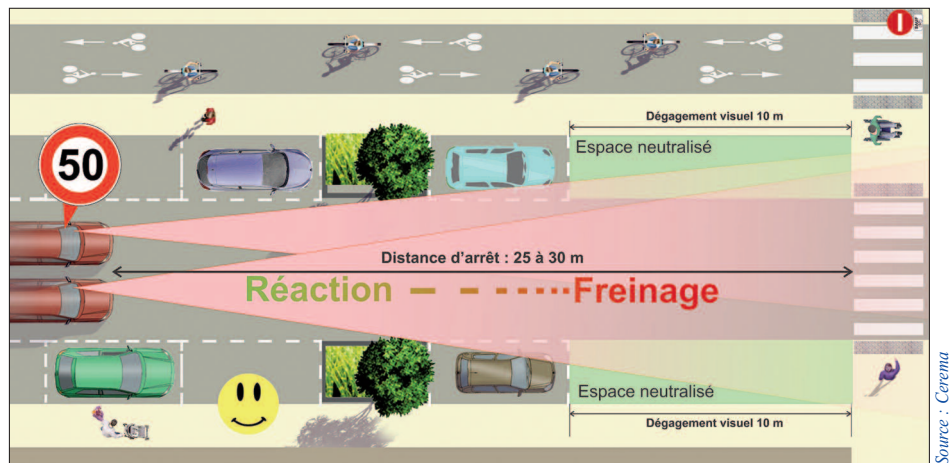 Dégagement visuel 10 m
Espace neutralisé
50
Distance d'arrêt : 25 à 30 m
Réaction
Freinage
Espace neutralisé
Dégagement visuel 10 m
Source : Cerema